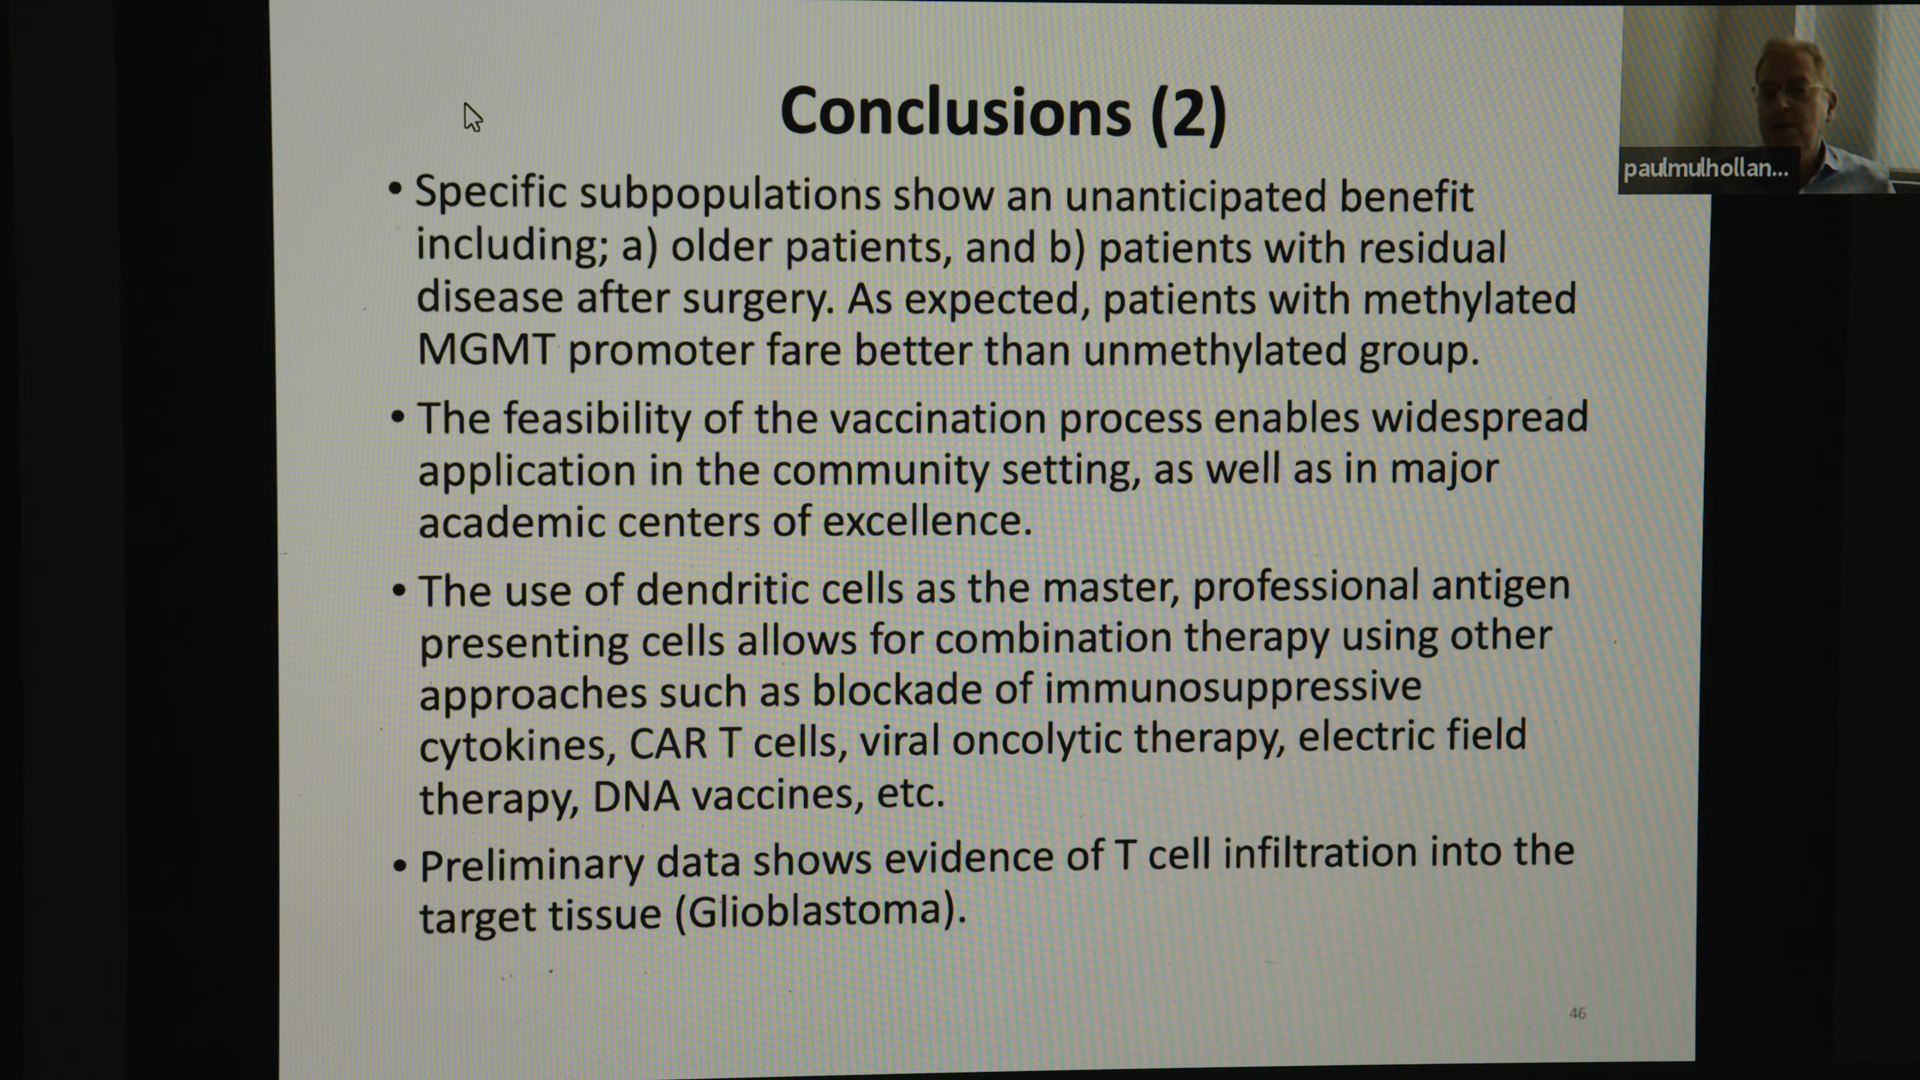 Conclusions (2)
paulmulhollan...
• Specific subpopulations show an unanticipated benefit
including; a) older patients, and b) patients with residual
disease after surgery. As expected, patients with methylated
MGMT promoter fare better than unmethylated group.
• The feasibility of the vaccination process enables widespread
application in the community setting, as well as in major
academic centers of excellence.
• The use of dendritic cells as the master, professional antigen
presenting cells allows for combination therapy using other
approaches such as blockade of immunosuppressive
cytokines, CAR T cells, viral oncolytic therapy, electric field
therapy, DNA vaccines, etc.
• Preliminary data shows evidence of T cell infiltration into the
target tissue (Glioblastoma).
46